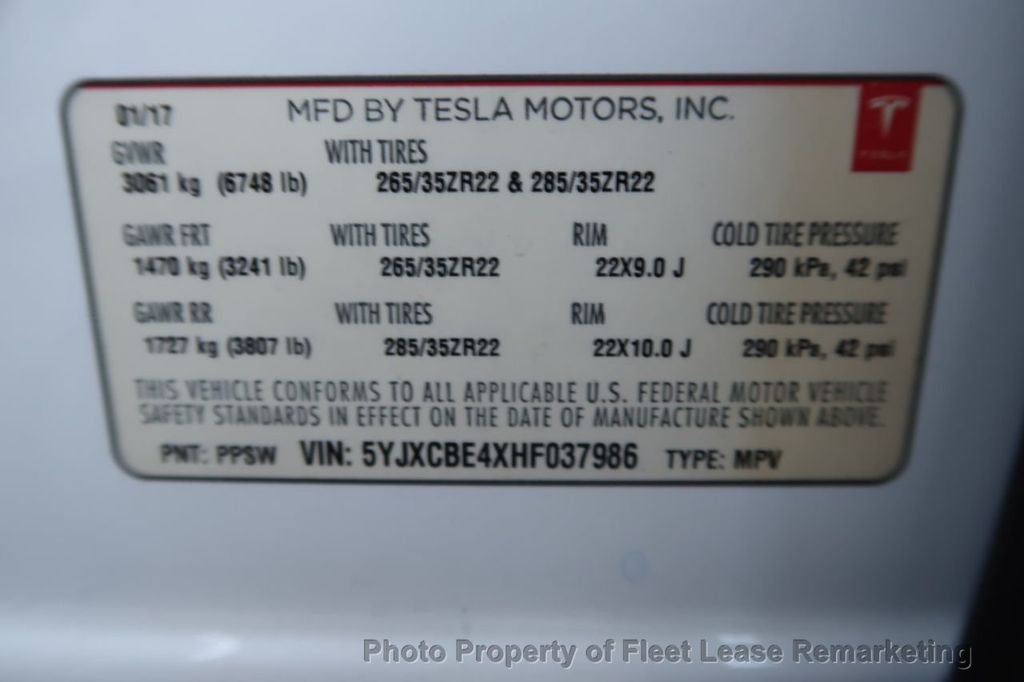 01/17 MFD BY TESLA MOTORS, INC.
TESLA
GVWR WITH TIRES
3061 kg (6748 lb) 265/35ZR22 & 285/35ZR22
GAWR FRT WITH TIRES RIM COLD TIRE PRESSURE
1470 kg (3241 lb) 265/35ZR22 22X9.0 J 290 kPa, 42 psi
GAWR RR WITH TIRES RIM COLD TIRE PRESSURE
1727 kg (3807 lb) 285/35ZR22 22X10.0 J 290 kPa, 42 psi
THIS VEHICLE CONFORMS TO ALL APPLICABLE U.S. FEDERAL MOTOR VEHICLE
SAFETY STANDARDS IN EFFECT ON THE DATE OF MANUFACTURE SHOWN ABOVE.
PNT: PPSW VIN: 5YJXCBE4XHF037986 TYPE: MPV
Photo Property of Fleet Lease Remarketing